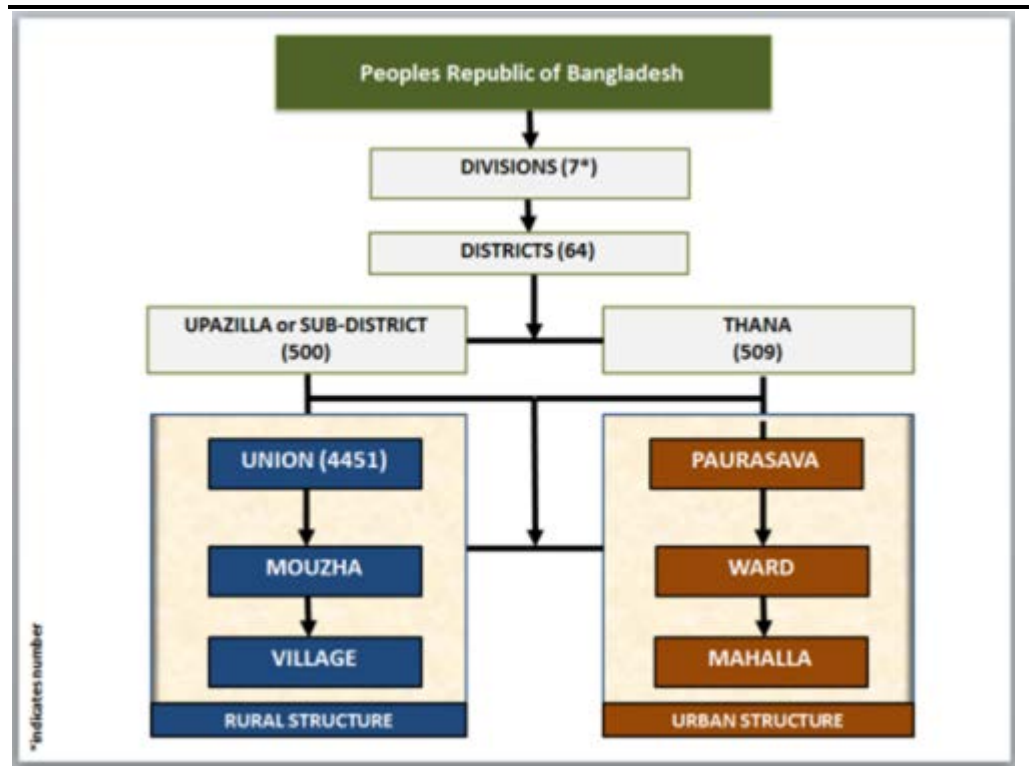 Peoples Republic of Bangladesh
DIVISIONS (7*)
DISTRICTS (64)
UPAZILLA or SUB-DISTRICT
(500)
THANA
(509)
UNION (4451)
MOUZHA
VILLAGE
RURAL STRUCTURE
PAURASAVA
WARD
MAHALLA
URBAN STRUCTURE
*indicates number